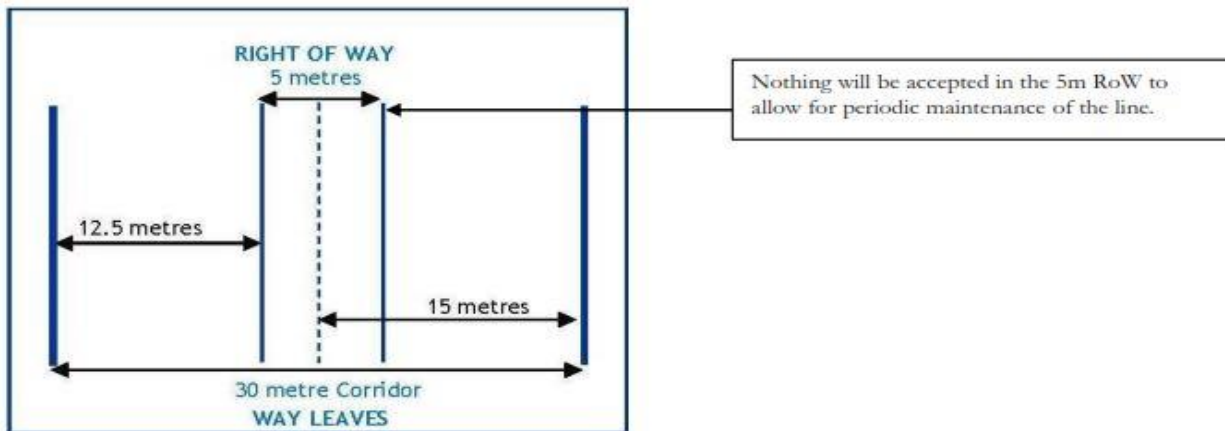 RIGHT OF WAY
5 metres
Nothing will be accepted in the 5m RoW to
allow for periodic maintenance of the line.
12.5 metres
15 metres
30 metre Corridor
WAY LEAVES